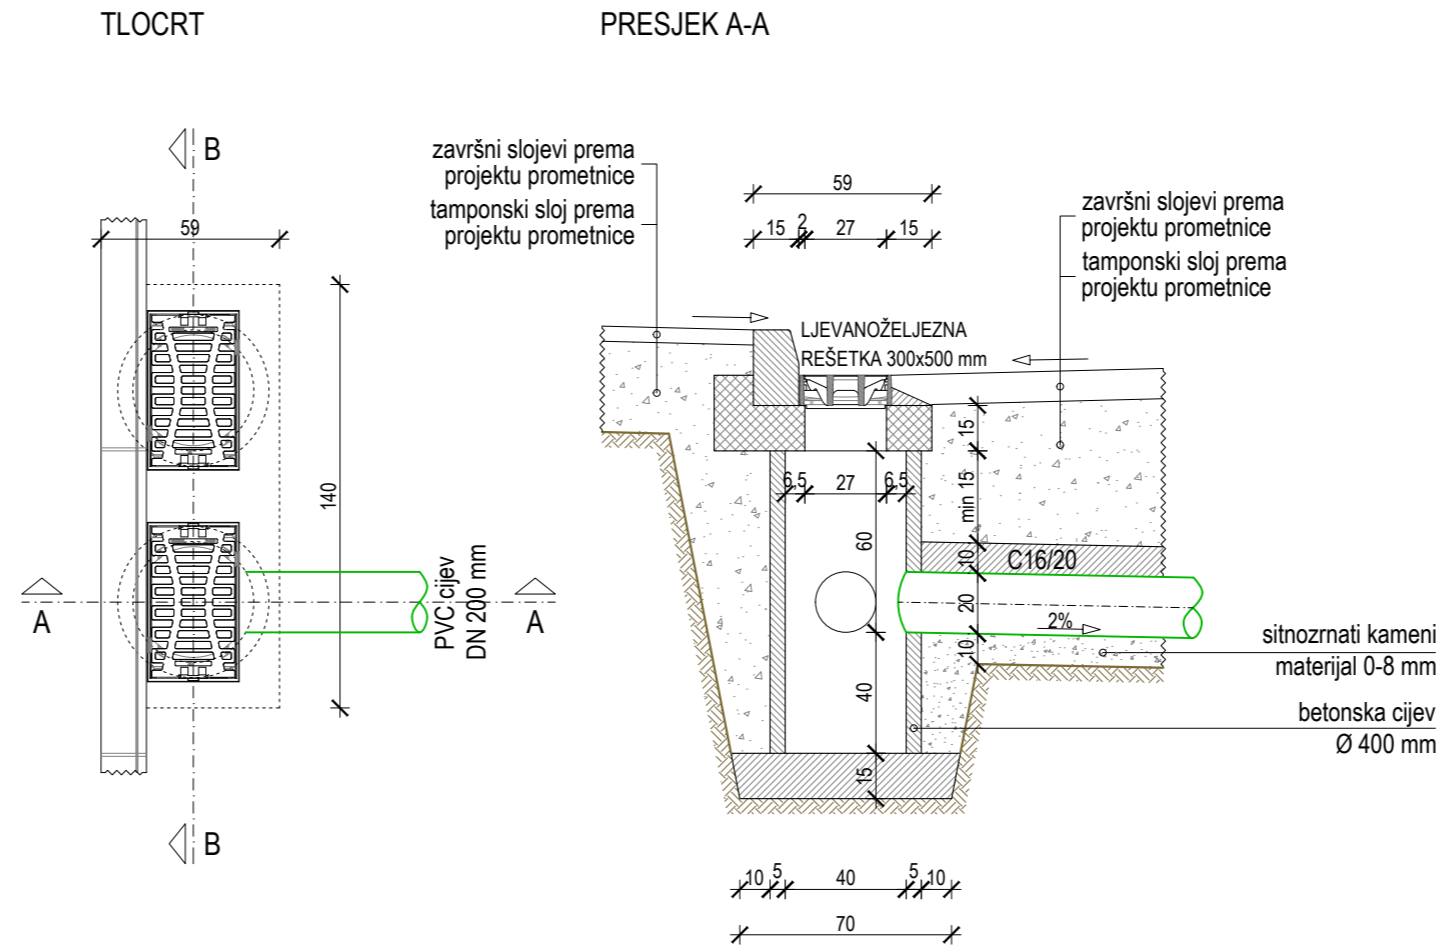 TLOCRT
PRESJEK A-A
B
59
140
A
A
PVC cijev
DN 200 mm
B
završni slojevi prema
projektu prometnice
tamponski sloj prema
projektu prometnice
59
15
2
27
15
završni slojevi prema
projektu prometnice
tamponski sloj prema
projektu prometnice
LJEVANOŽELJEZNA
REŠETKA 300x500 mm
15
6,5
27
6,5
min 15
60
10
C16/20
20
2%
10
40
15
sitnozrnati kameni
materijal 0-8 mm
betonska cijev
Ø 400 mm
10
5
40
5
10
70